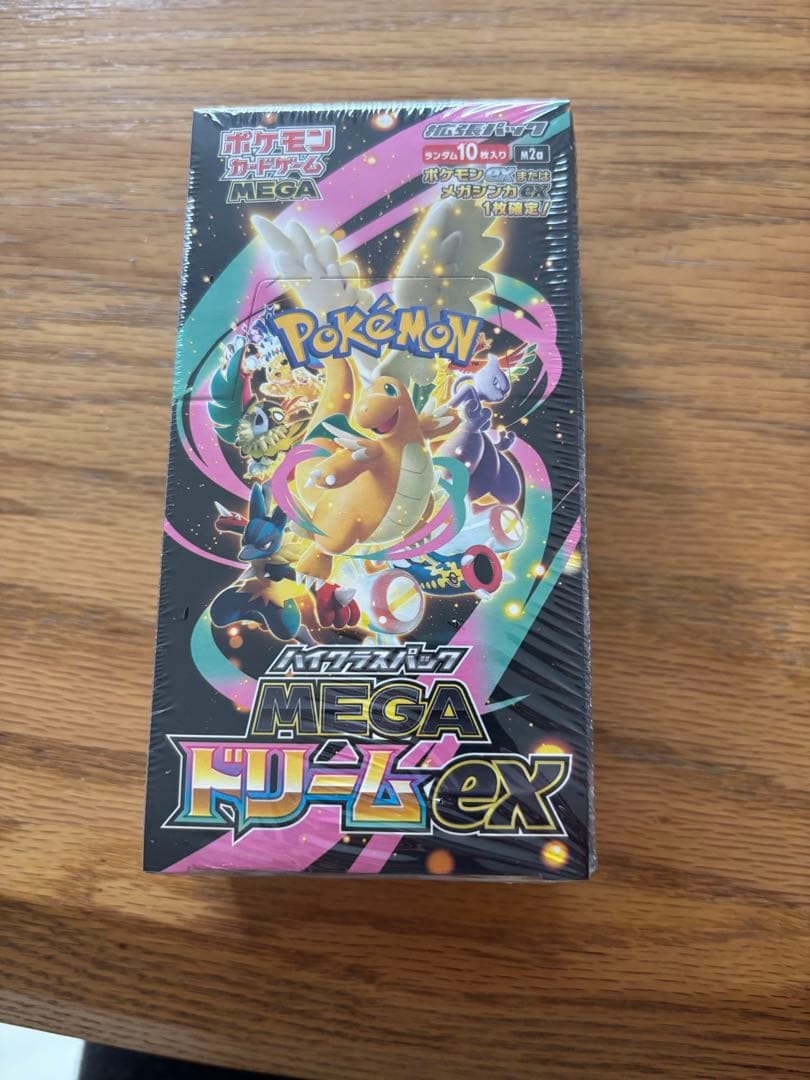 ポケモン
カードゲーム
MEGA
拡張パック
ランダム10枚入り M2a
ポケモンexまたは
メガシンカex
1枚確定!
POKéMON
ハイクラスパック
MEGA
ドリームex